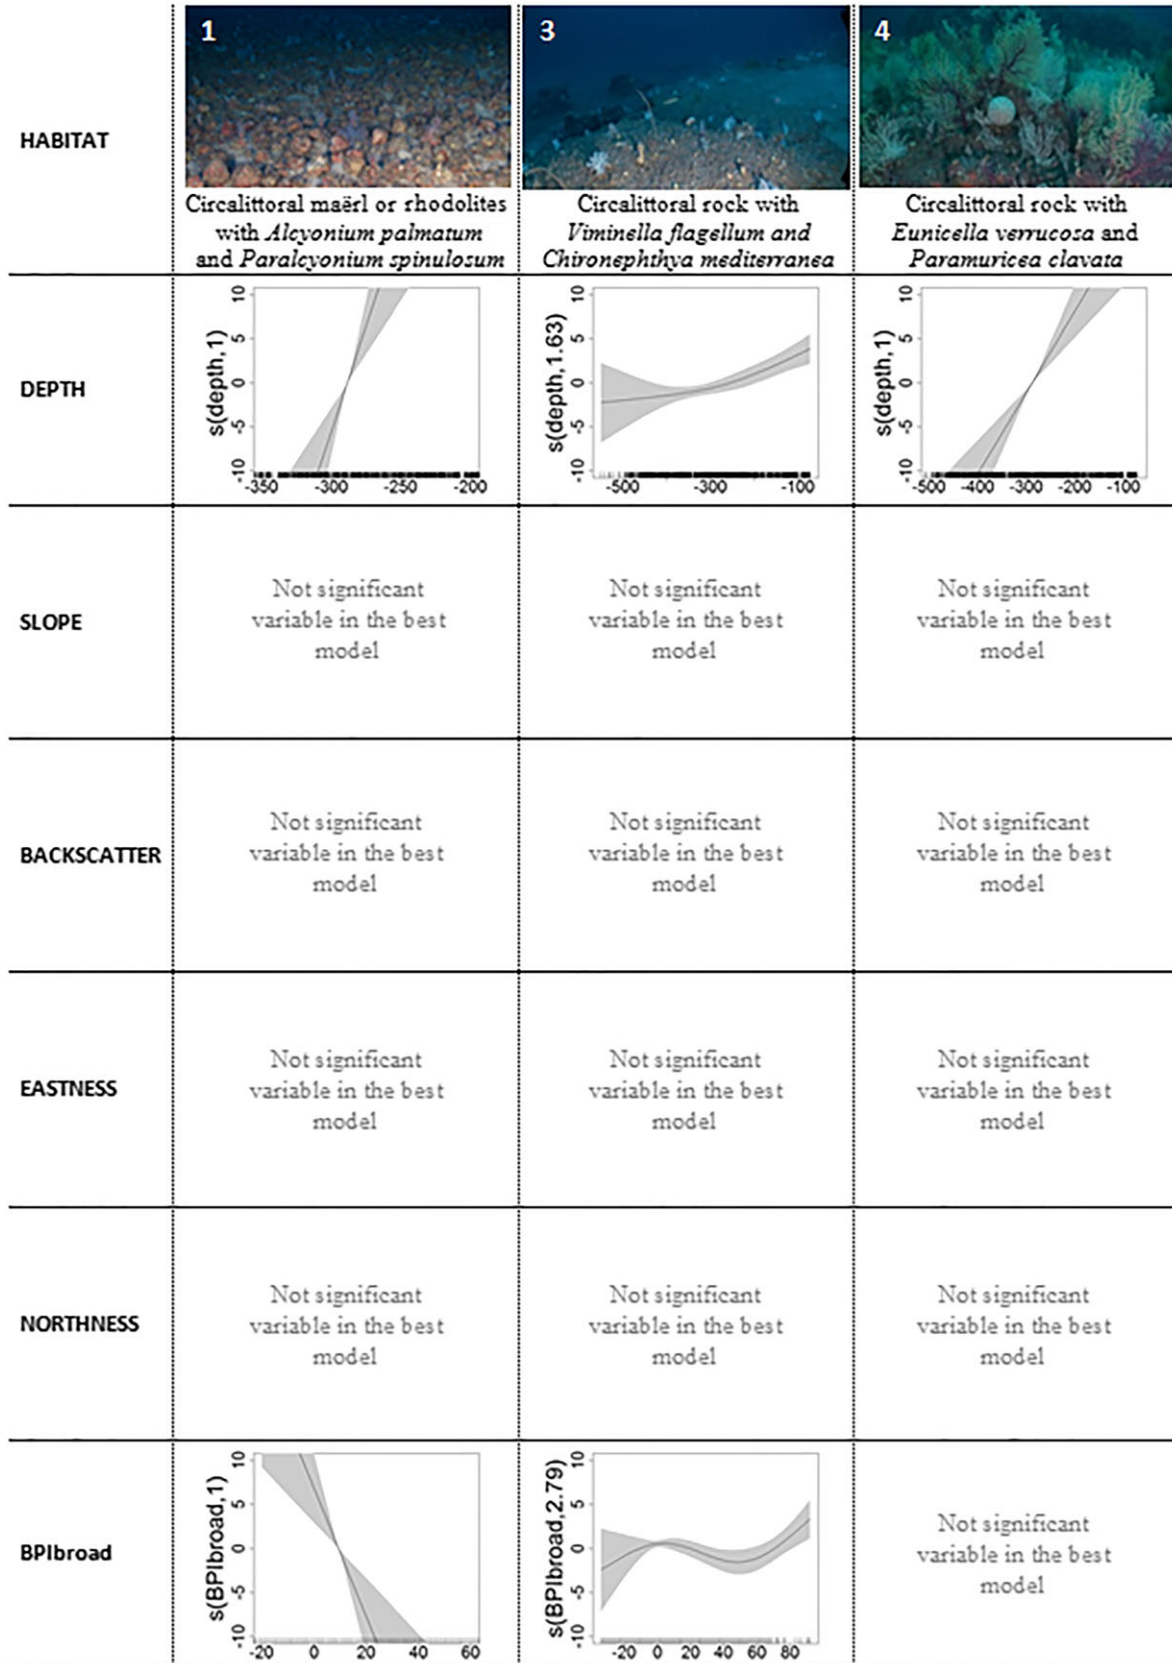 1
3
4
HABITAT
Circalittoral maërl or rhodolites
with Alcyonium palmatum
and Paralcyonium spinulosum
Circalittoral rock with
Viminella flagellum and
Chironephthya mediterranea
Circalittoral rock with
Eunicella verrucosa and
Paramuricea clavata
DEPTH
s(depth,1)
10
5
0
-5
-10
-350
-300
-250
-200
s(depth,1.63)
10
5
0
-5
-10
-500
-300
-100
s(depth,1)
10
5
0
-5
-10
-500
-400
-300
-200
-100
SLOPE
Not significant
variable in the best
model
Not significant
variable in the best
model
Not significant
variable in the best
model
BACKSCATTER
Not significant
variable in the best
model
Not significant
variable in the best
model
Not significant
variable in the best
model
EASTNESS
Not significant
variable in the best
model
Not significant
variable in the best
model
Not significant
variable in the best
model
NORTHNESS
Not significant
variable in the best
model
Not significant
variable in the best
model
Not significant
variable in the best
model
BPIbroad
s(BPIbroad,1)
10
5
0
-5
-10
-20
0
20
40
60
s(BPIbroad,2.79)
10
5
0
-5
-10
-20
0
20
40
60
80
Not significant
variable in the best
model